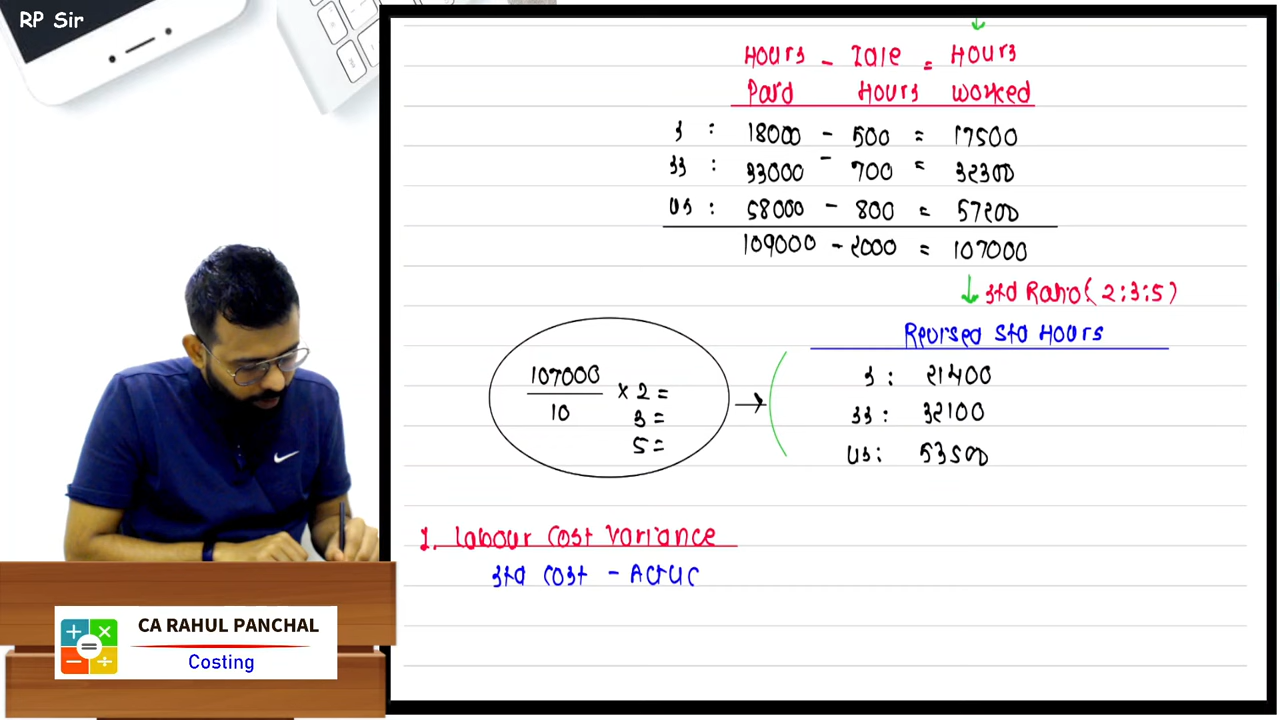 RP Sir
Hours - Idle = Hours
Paid Hours Worked
S : 18000 - 500 = 17500
SS : 33000 - 700 = 32300
US : 58000 - 800 = 57200
109000 - 2000 = 107000
↓ Std Ratio (2:3:5)
Revised Std Hours
107000
10
× 2 =
3 =
5 =
→
S : 21400
SS : 32100
US : 53500
1. Labour Cost Variance
Std Cost - Actuc
CA RAHUL PANCHAL
Costing